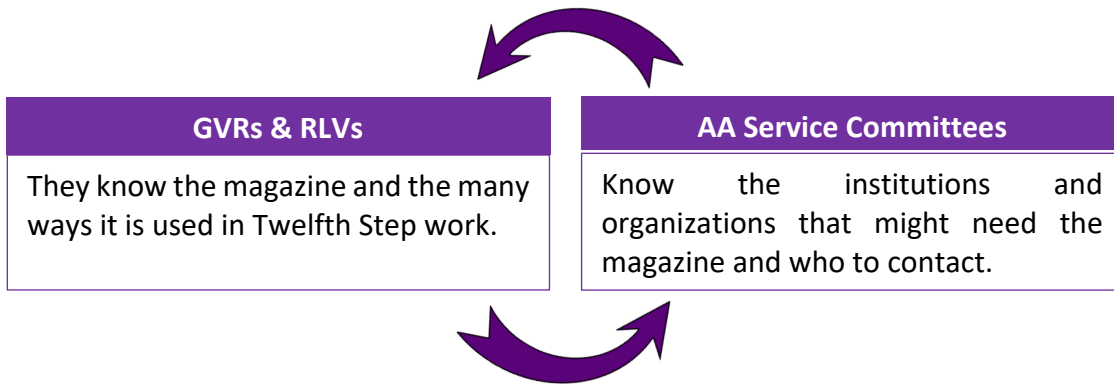 GVRs & RLVs
They know the magazine and the many
ways it is used in Twelfth Step work.
AA Service Committees
Know the institutions and
organizations that might need the
magazine and who to contact.